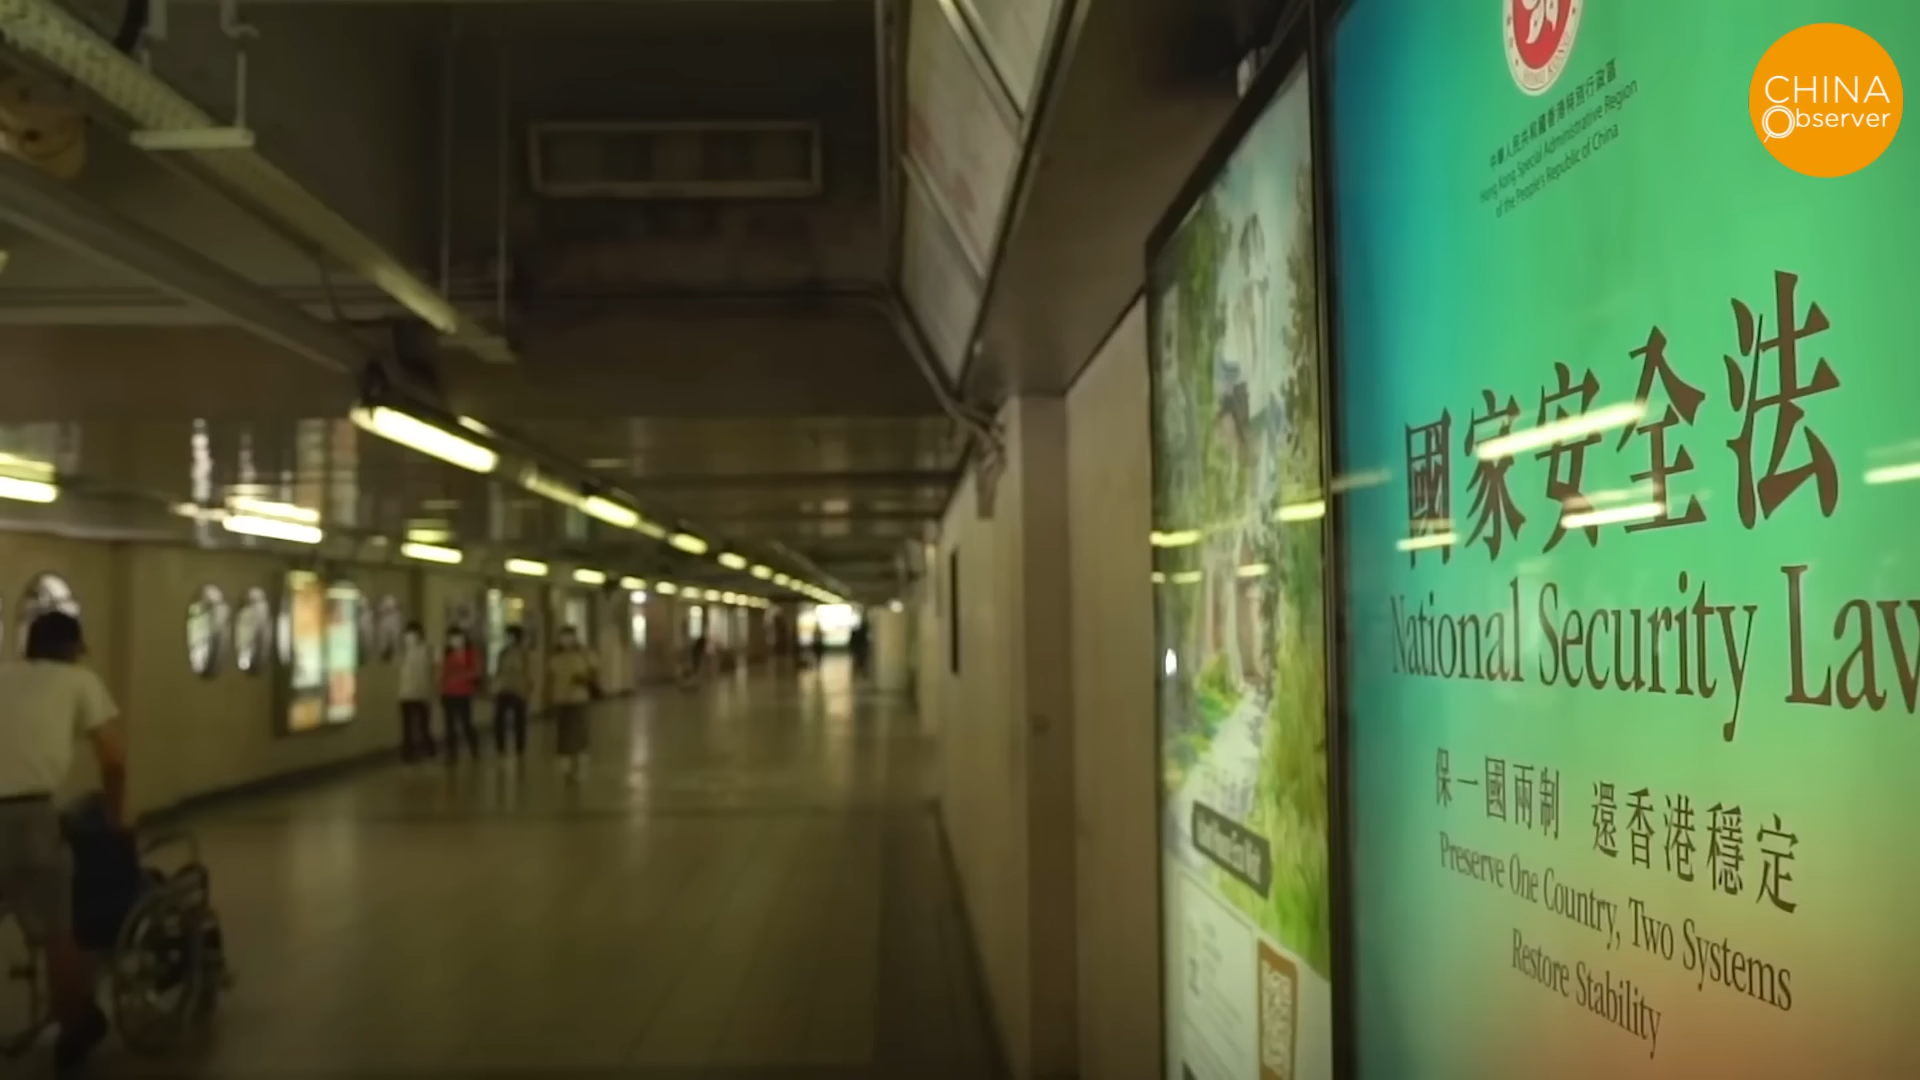 CHINA
Observer
中華人民共和國香港特別行政區
Hong Kong Special Administrative Region
of the People's Republic of China
國家安全法
National Security Law
保一國兩制 還香港穩定
Preserve One Country, Two Systems
Restore Stability